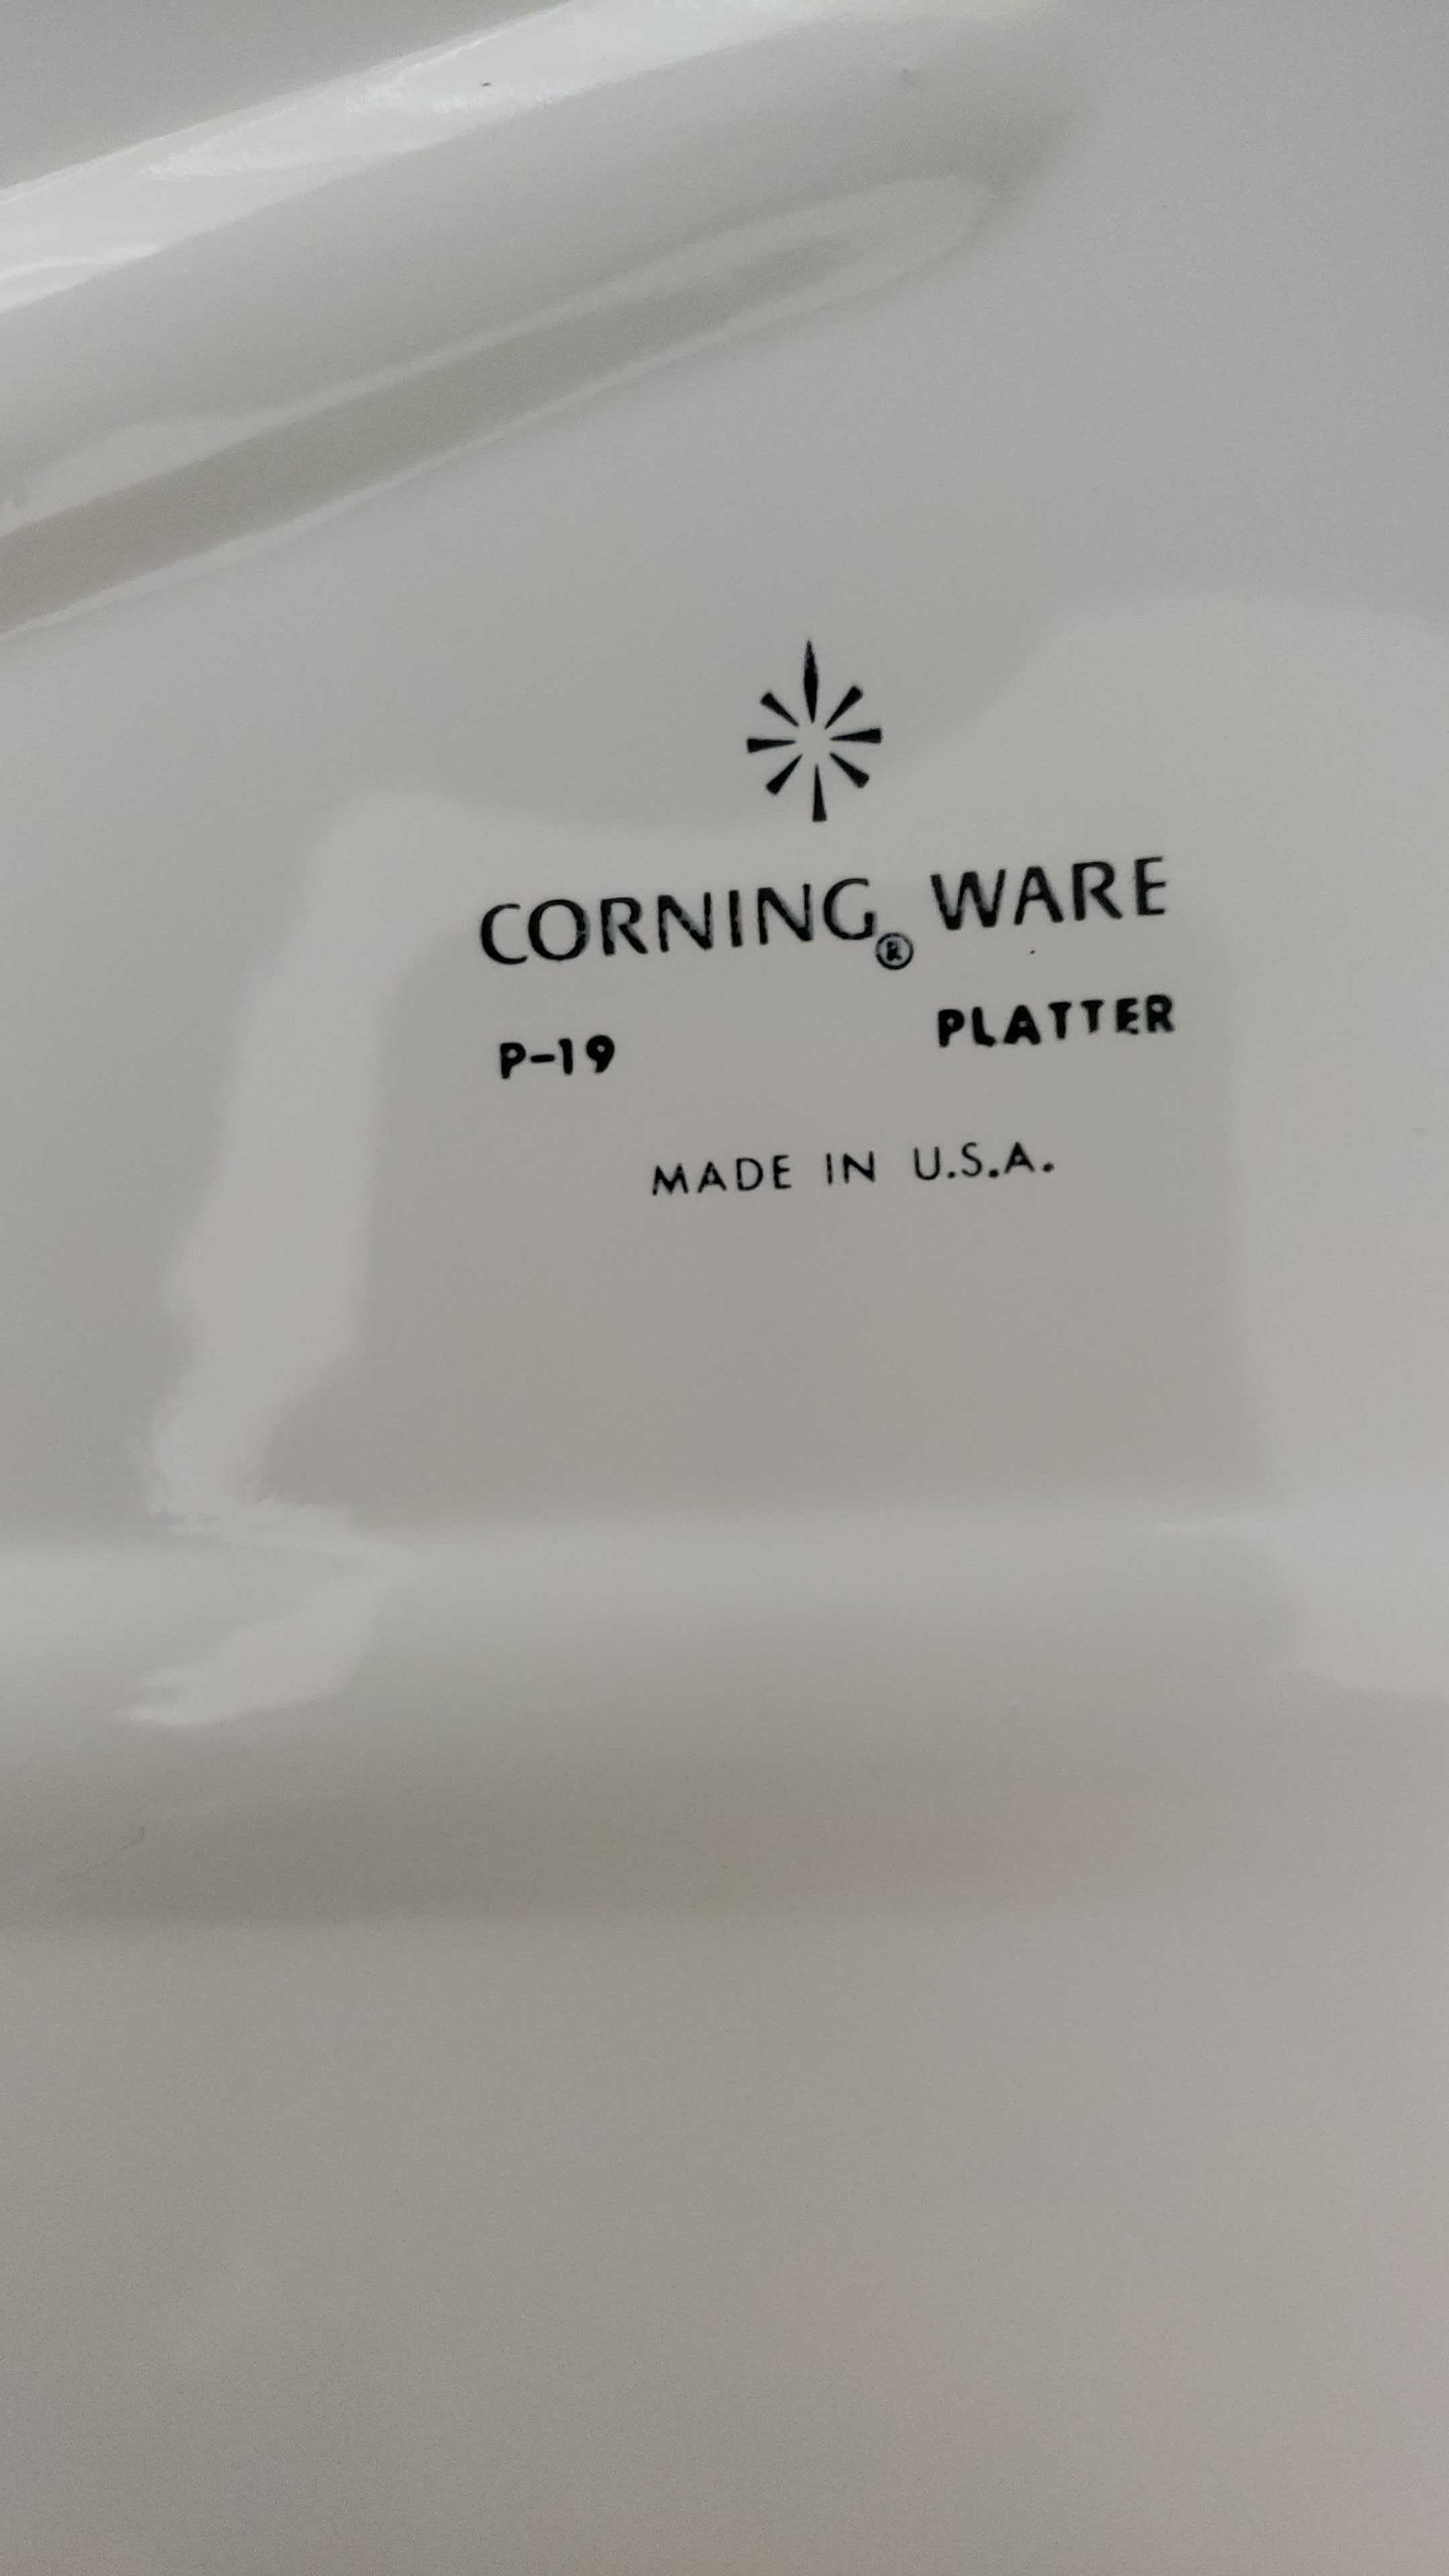 CORNING® WARE
P-19 PLATTER
MADE IN U.S.A.